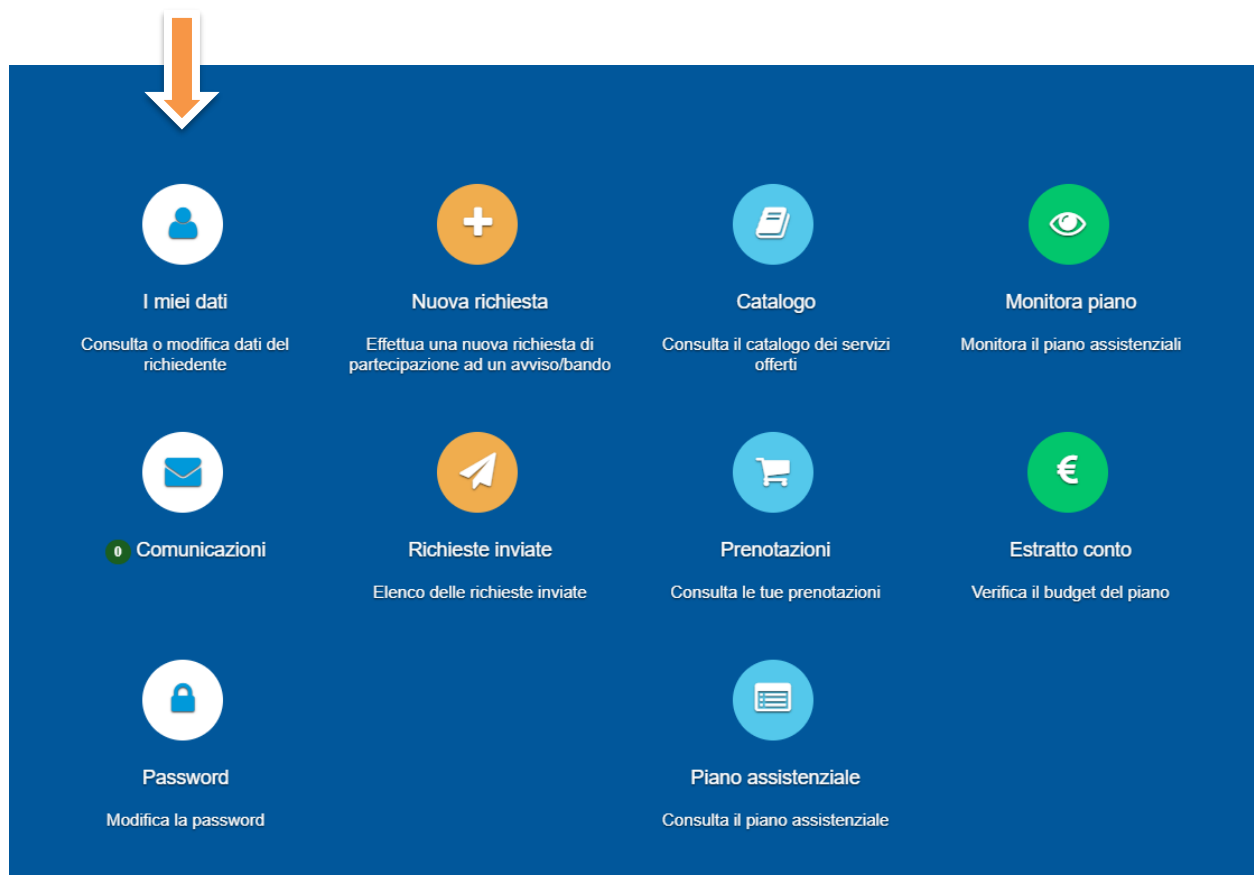 I miei dati
Consulta o modifica dati del
richiedente
Nuova richiesta
Effettua una nuova richiesta di
partecipazione ad un avviso/bando
Catalogo
Consulta il catalogo dei servizi
offerti
Monitora piano
Monitora il piano assistenziali
0 Comunicazioni
Richieste inviate
Elenco delle richieste inviate
Prenotazioni
Consulta le tue prenotazioni
€
Estratto conto
Verifica il budget del piano
Password
Modifica la password
Piano assistenziale
Consulta il piano assistenziale